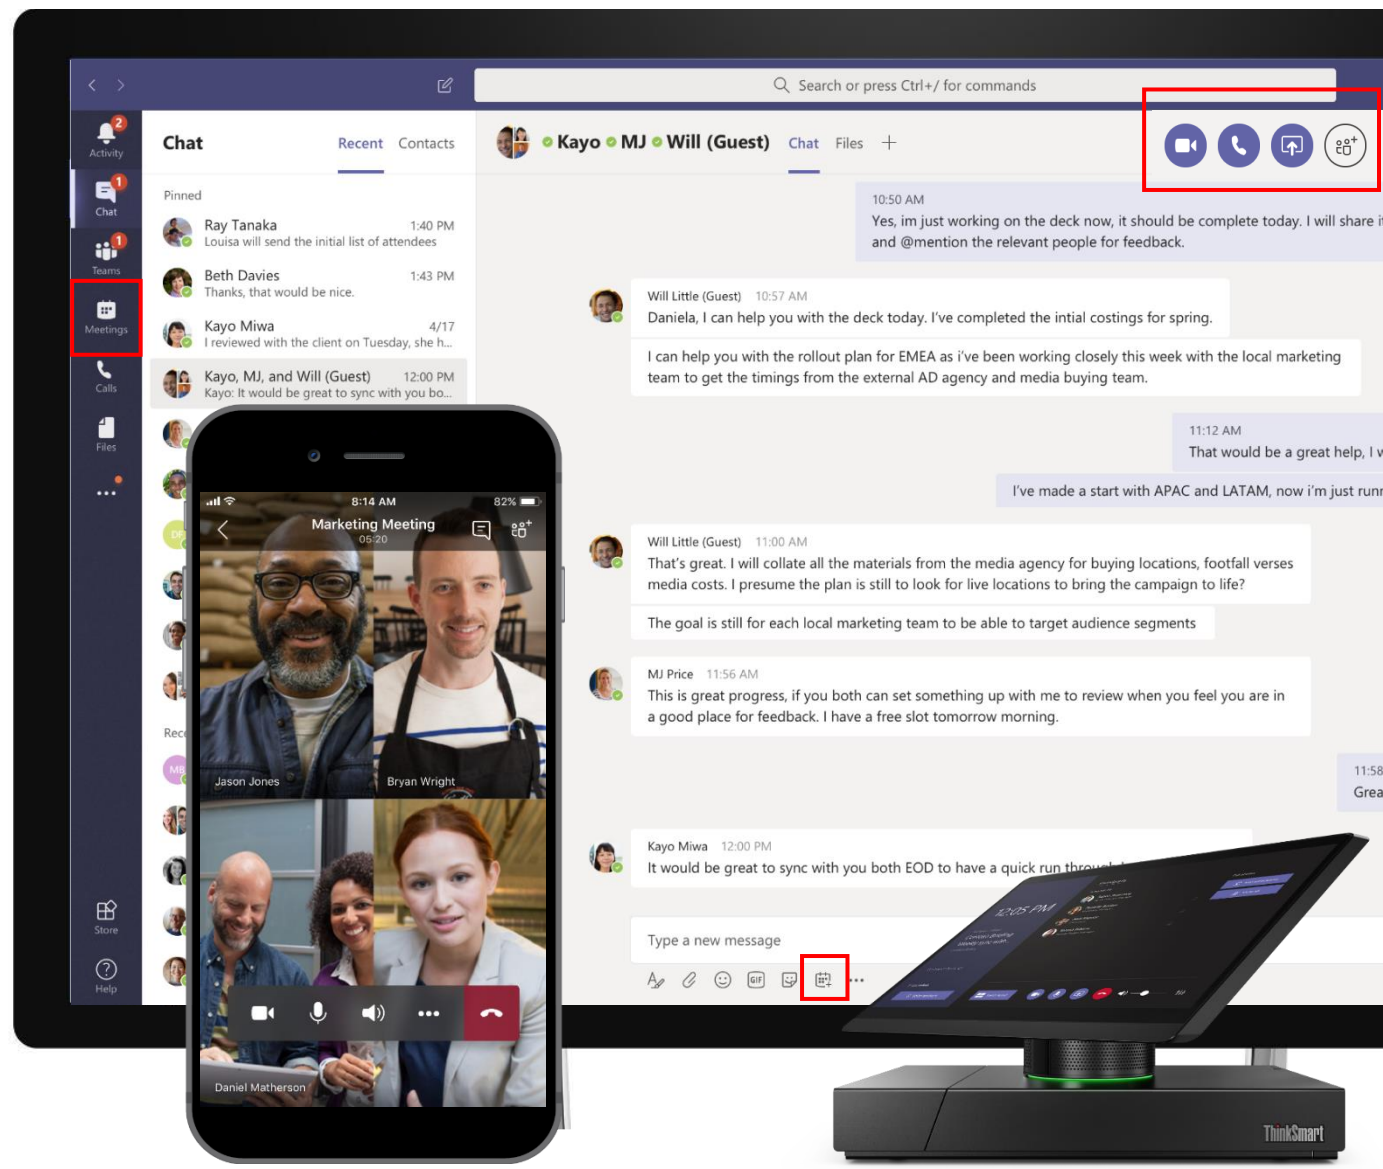 Search or press Ctrl+/ for commands
2
Activity
1
Chat
1
Teams
Meetings
Calls
Files
Store
Help
Chat
Recent Contacts
Pinned
Ray Tanaka 1:40 PM
Louisa will send the initial list of attendees
Beth Davies 1:43 PM
Thanks, that would be nice.
Kayo Miwa 4/17
I reviewed with the client on Tuesday, she h...
Kayo, MJ, and Will (Guest) 12:00 PM
Kayo: It would be great to sync with you bo...
MB
Kayo MJ Will (Guest) Chat Files
10:50 AM
Yes, im just working on the deck now, it should be complete today. I will share
and @mention the relevant people for feedback.
Will Little (Guest) 10:57 AM
Daniela, I can help you with the deck today. I've completed the intial costings for spring.
I can help you with the rollout plan for EMEA as i've been working closely this week with the local marketing
team to get the timings from the external AD agency and media buying team.
11:12 AM
That would be a great help, I
I've made a start with APAC and LATAM, now i'm just
Will Little (Guest) 11:00 AM
That's great. I will collate all the materials from the media agency for buying locations, footfall verses
media costs. I presume the plan is still to look for live locations to bring the campaign to life?
The goal is still for each local marketing team to be able to target audience segments
MJ Price 11:56 AM
This is great progress, if you both can set something up with me to review when you feel you are in
a good place for feedback. I have a free slot tomorrow morning.
11:58
Kayo Miwa 12:00 PM
It would be great to sync with you both EOD to have a quick run
Type a new message
GIF
8:14 AM 82%
Marketing Meeting
05:20
Jason Jones
Bryan Wright
Daniel Matherson
12:05 PM
ThinkSmart